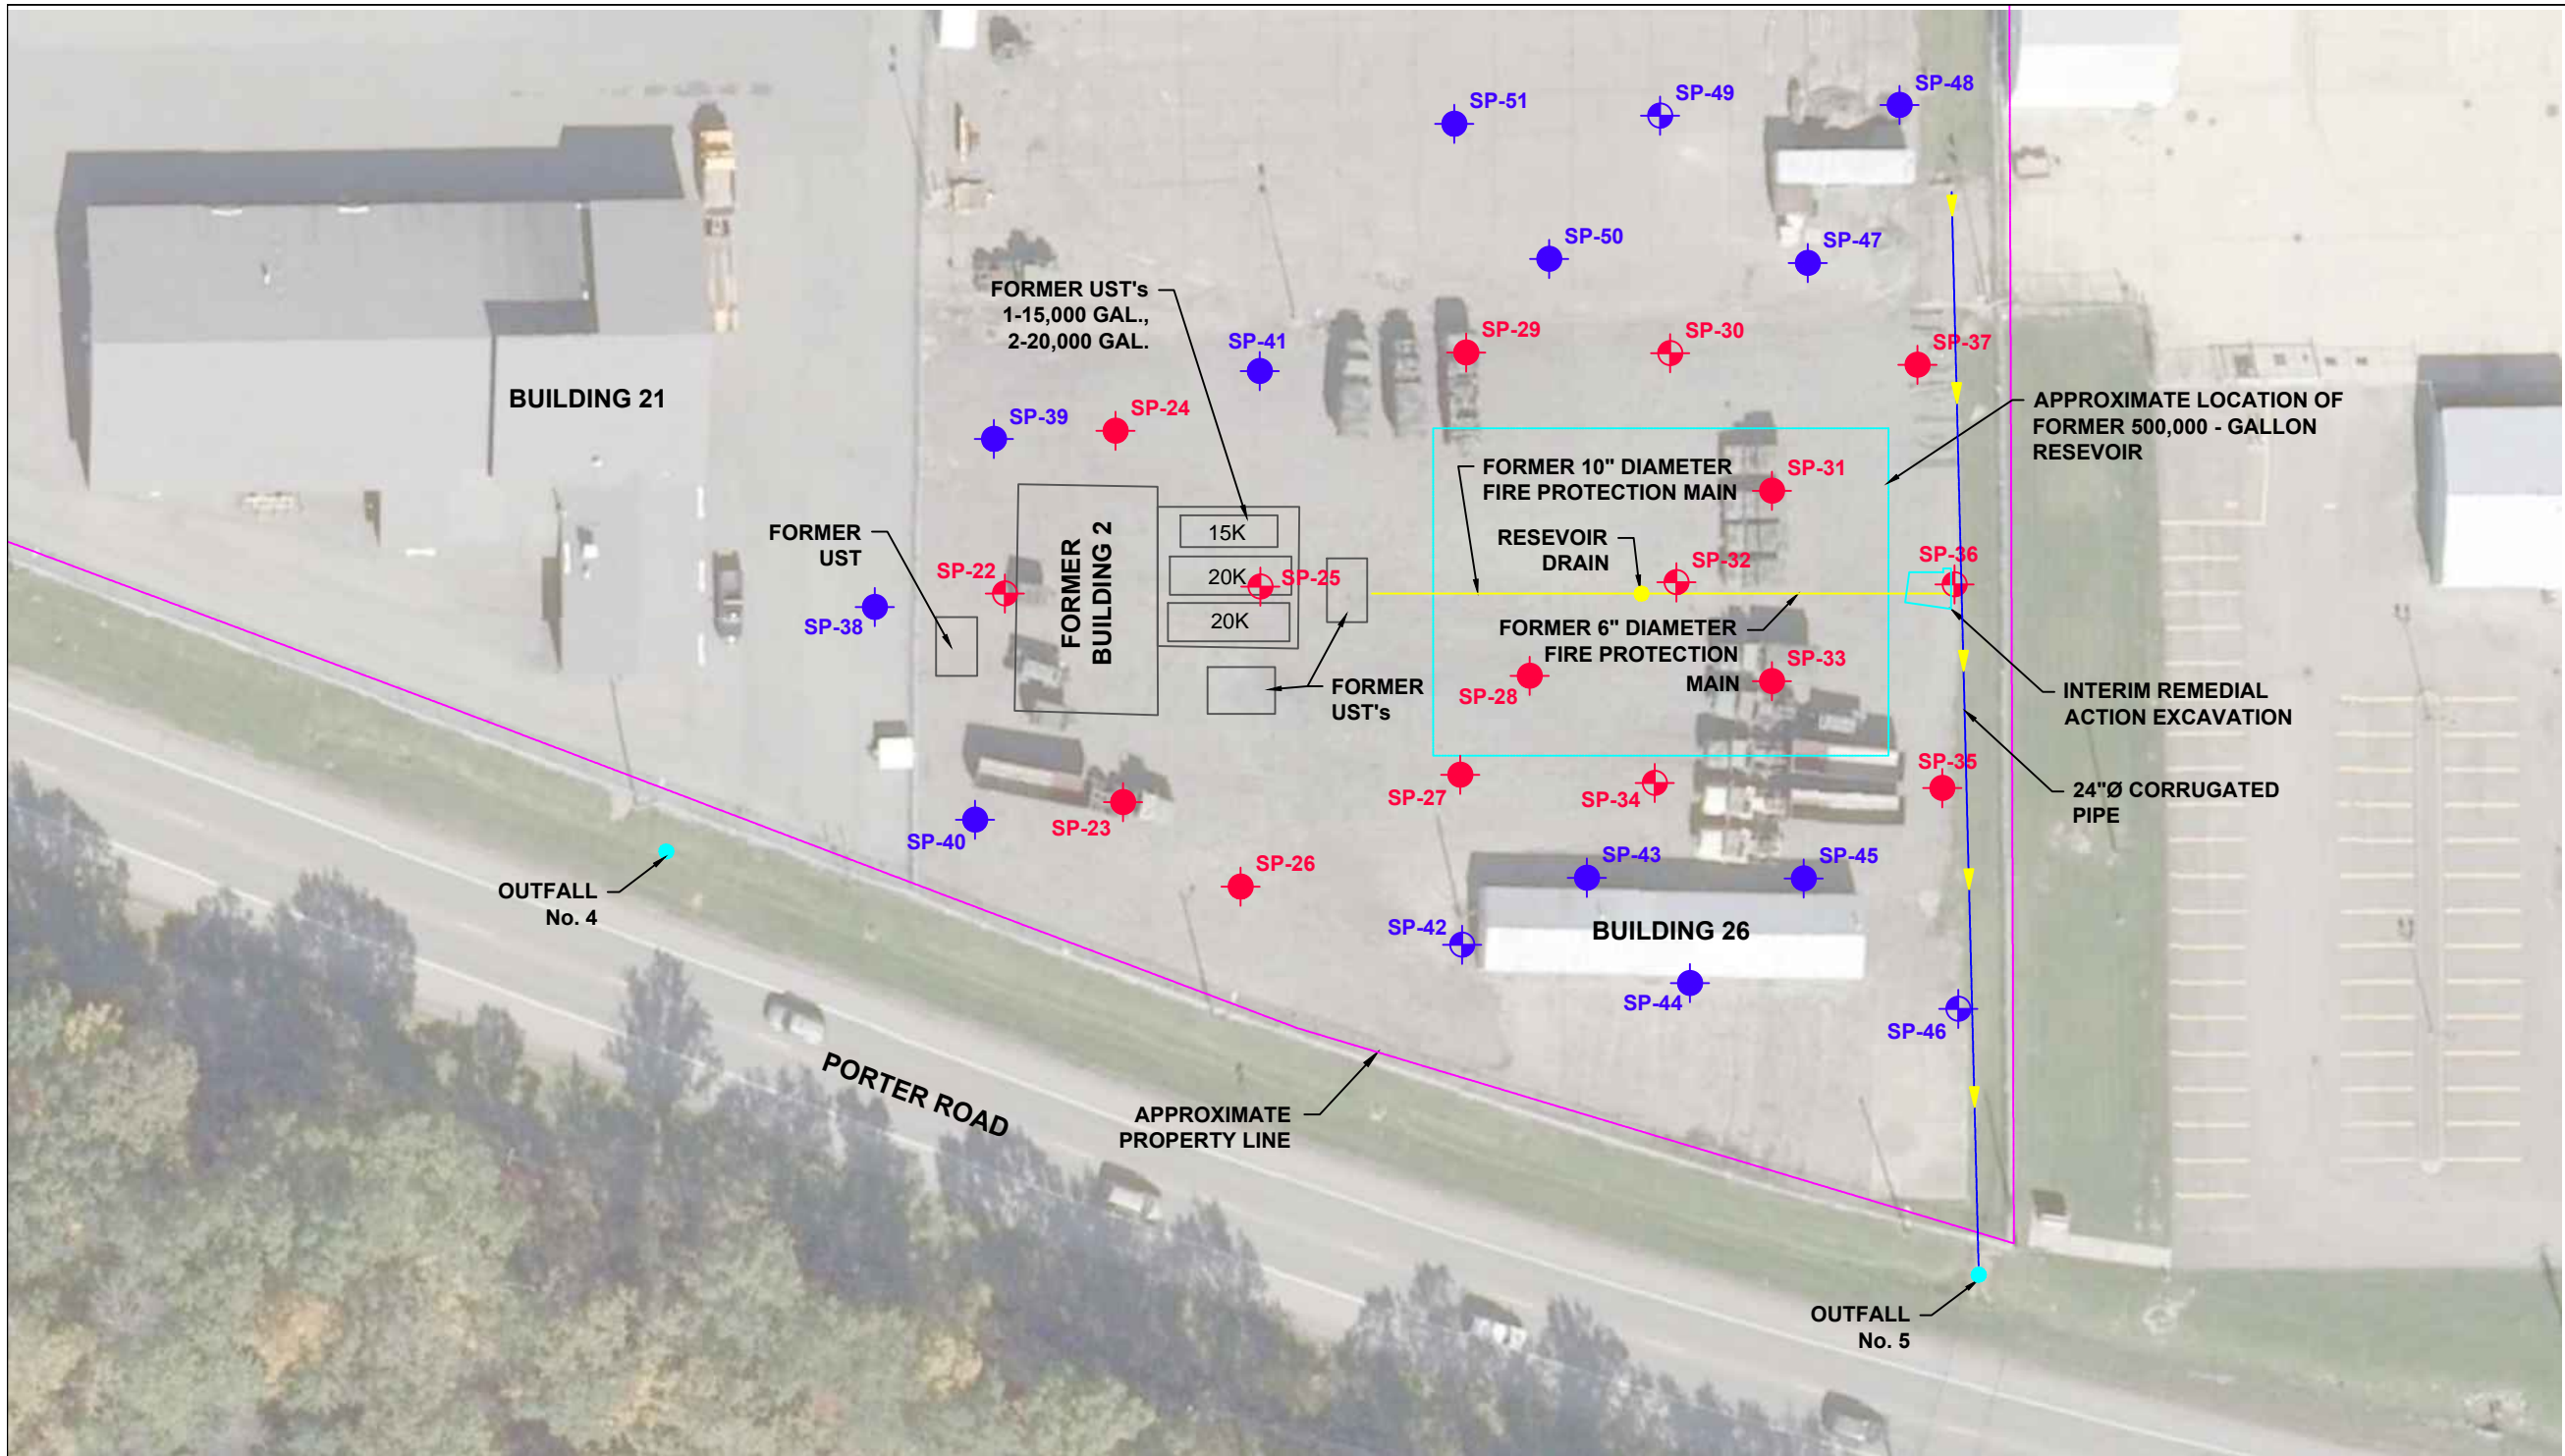 SP-51
SP-49
SP-48
SP-50
SP-47
FORMER UST's
1-15,000 GAL.,
2-20,000 GAL.
SP-41
SP-29
SP-30
SP-37
BUILDING 21
SP-39
SP-24
APPROXIMATE LOCATION OF
FORMER 500,000 - GALLON
RESEVOIR
FORMER 10" DIAMETER
FIRE PROTECTION MAIN
SP-31
FORMER
UST
SP-22
FORMER
BUILDING 2
15K
20K
20K
SP-25
RESEVOIR
DRAIN
SP-32
SP-36
SP-38
FORMER 6" DIAMETER
FIRE PROTECTION
MAIN
SP-28
SP-33
FORMER
UST's
INTERIM REMEDIAL
ACTION EXCAVATION
SP-27
SP-34
SP-35
24"Ø CORRUGATED
PIPE
SP-40
SP-23
SP-26
SP-43
SP-45
OUTFALL
No. 4
SP-42
BUILDING 26
SP-44
SP-46
PORTER ROAD
APPROXIMATE
PROPERTY LINE
OUTFALL
No. 5